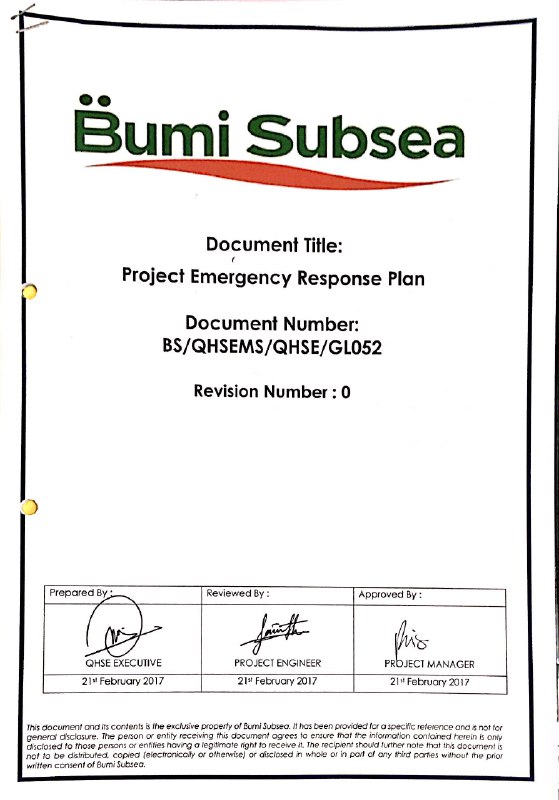 Bumi Subsea
Document Title:
Project Emergency Response Plan
Document Number:
BS/QHSEMS/QHSE/GL052
Revision Number : 0
Prepared By : Reviewed By : Approved By :
QHSE EXECUTIVE PROJECT ENGINEER PROJECT MANAGER
21st February 2017 21st February 2017 21st February 2017
This document and its contents is the exclusive property of Bumi Subsea. It has been provided for a specific reference and is not for
general disclosure. The person or entity receiving this document agrees to ensure that the information contained herein is only
disclosed to those persons or entities having a legitimate right to receive it. The recipient should further note that this document is
not to be distributed, copied (electronically or otherwise) or disclosed in whole or in part of any third parties without the prior
written consent of Bumi Subsea.